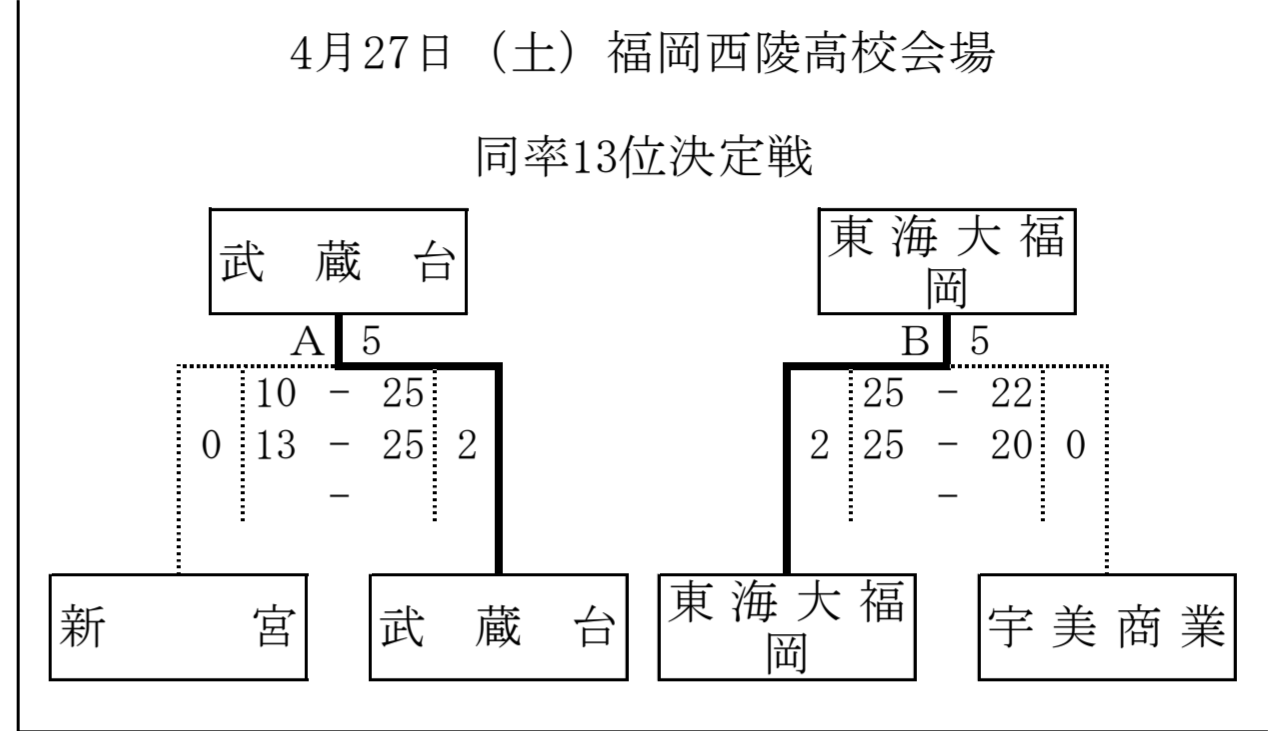 4月27日（土）福岡西陵高校会場
同率13位決定戦
武蔵台
東海大福
岡
A 5
B 5
10 - 25
25 - 22
0 13 - 25 2
2 25 - 20 0
-
-
新宮
武蔵台
東海大福
岡
宇美商業